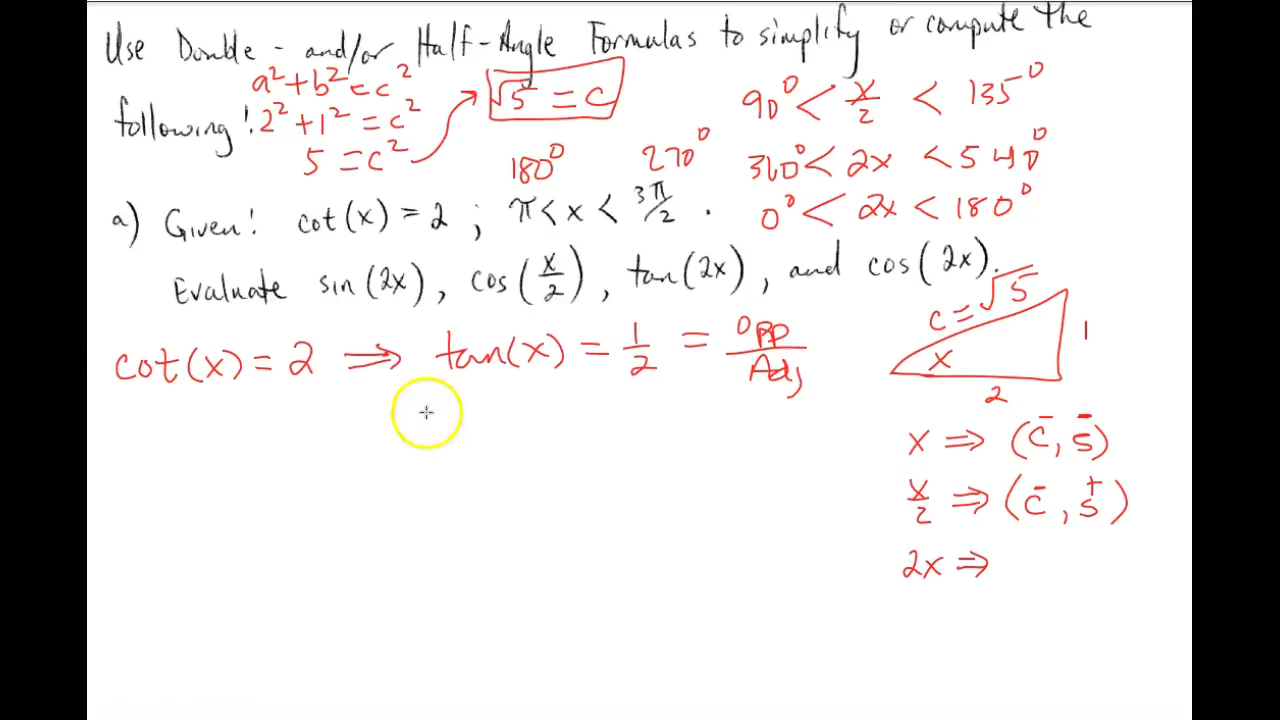 Use Double- and/or Half-Angle Formulas to simplify or compute the
following!
a² + b² = c²
2² + 1² = c²
5 = c²
√5 = c
90° < x/2 < 135°
360° < 2x < 540°
0° < 2x < 180°
180° 270°
a) Given! cot(x) = 2 ; π < x < 3π/2 .
Evaluate sin(2x), cos(x/2), tan(2x), and cos(2x).
cot(x) = 2 ⇒ tan(x) = 1/2 = Opp/Adj
c = √5
1
x
2
x ⇒ (c⁻, s⁻)
x/2 ⇒ (c⁻, s⁺)
2x ⇒